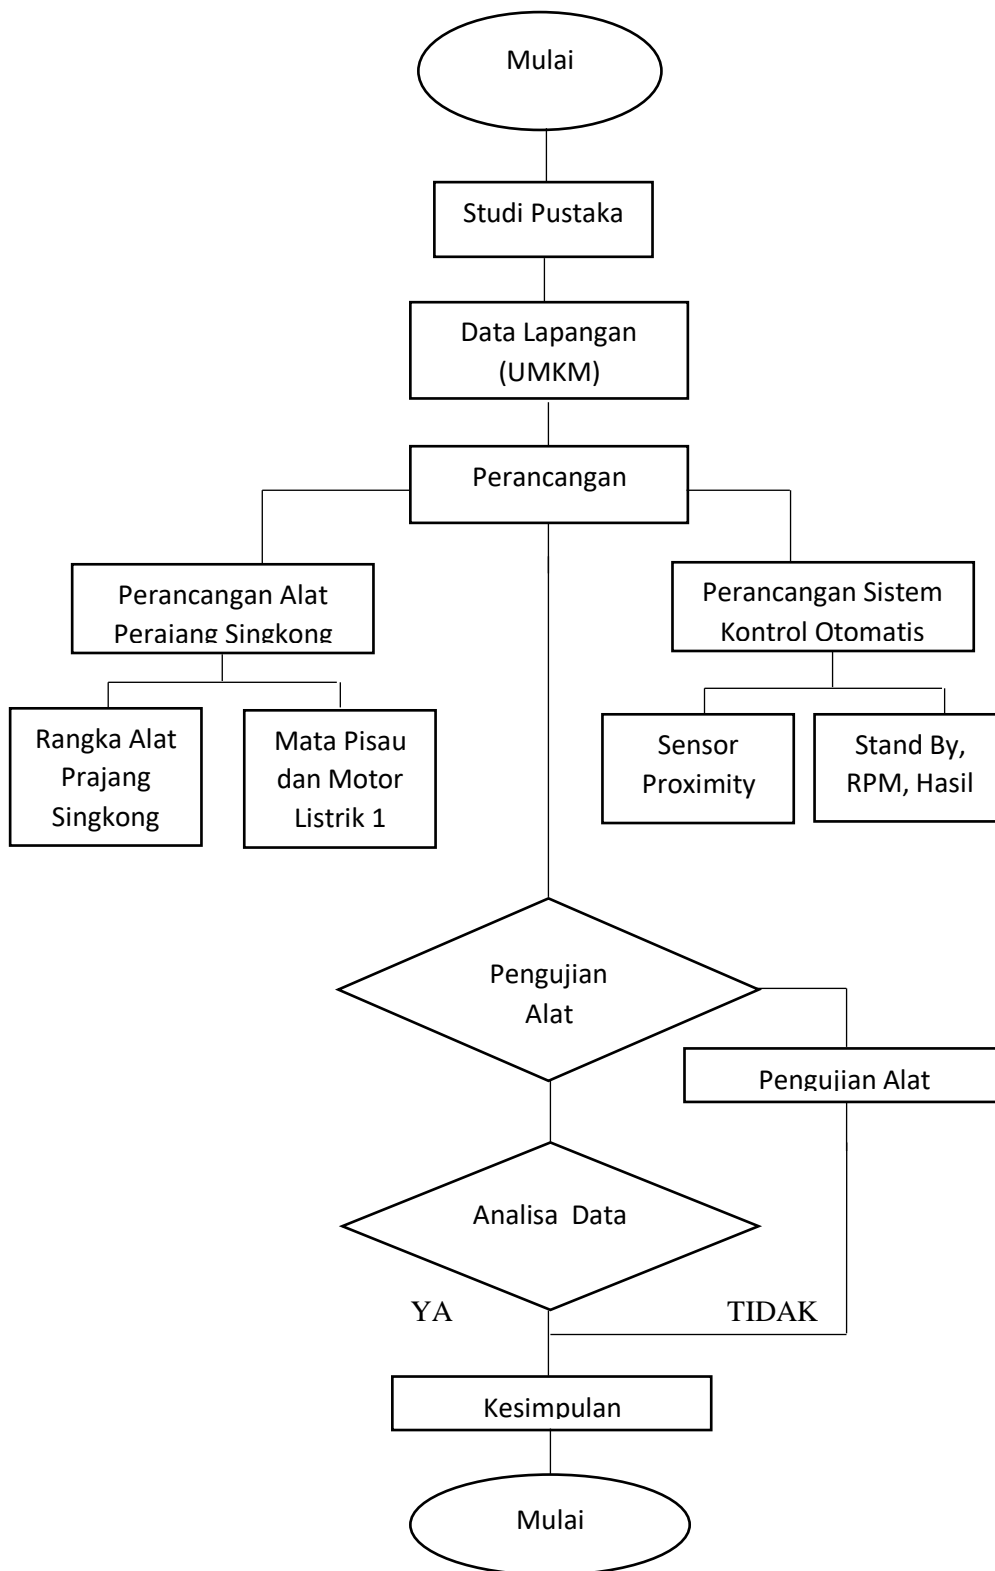 Mulai
Studi Pustaka
Data Lapangan
(UMKM)
Perancangan
Perancangan Alat
Perajang Singkong
Perancangan Sistem
Kontrol Otomatis
Rangka Alat
Prajang
Singkong
Mata Pisau
dan Motor
Listrik 1
Sensor
Proximity
Stand By,
RPM, Hasil
Pengujian
Alat
Pengujian Alat
Analisa  Data
YA
TIDAK
Kesimpulan
Mulai